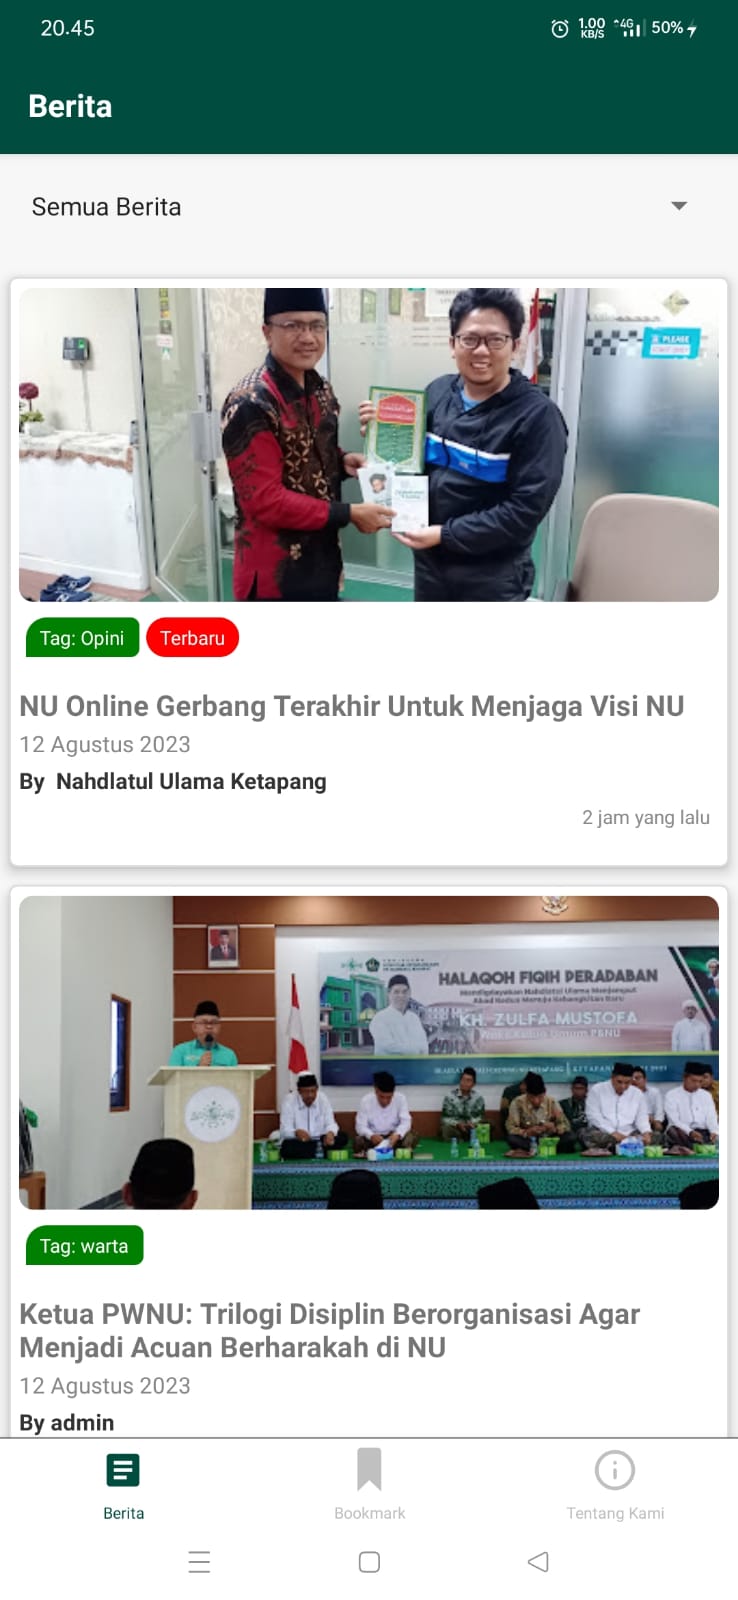 20.45
1.00
KB/S
4G
50%
Berita
Semua Berita
PLEASE
Tag: Opini
Terbaru
NU Online Gerbang Terakhir Untuk Menjaga Visi NU
12 Agustus 2023
By Nahdlatul Ulama Ketapang
2 jam yang lalu
HALAQOH FIQIH PERADABAN
KH. ZULFA MUSTOFA
Tag: warta
Ketua PWNU: Trilogi Disiplin Berorganisasi Agar
Menjadi Acuan Berharakah di NU
12 Agustus 2023
By admin
Berita
Bookmark
Tentang Kami